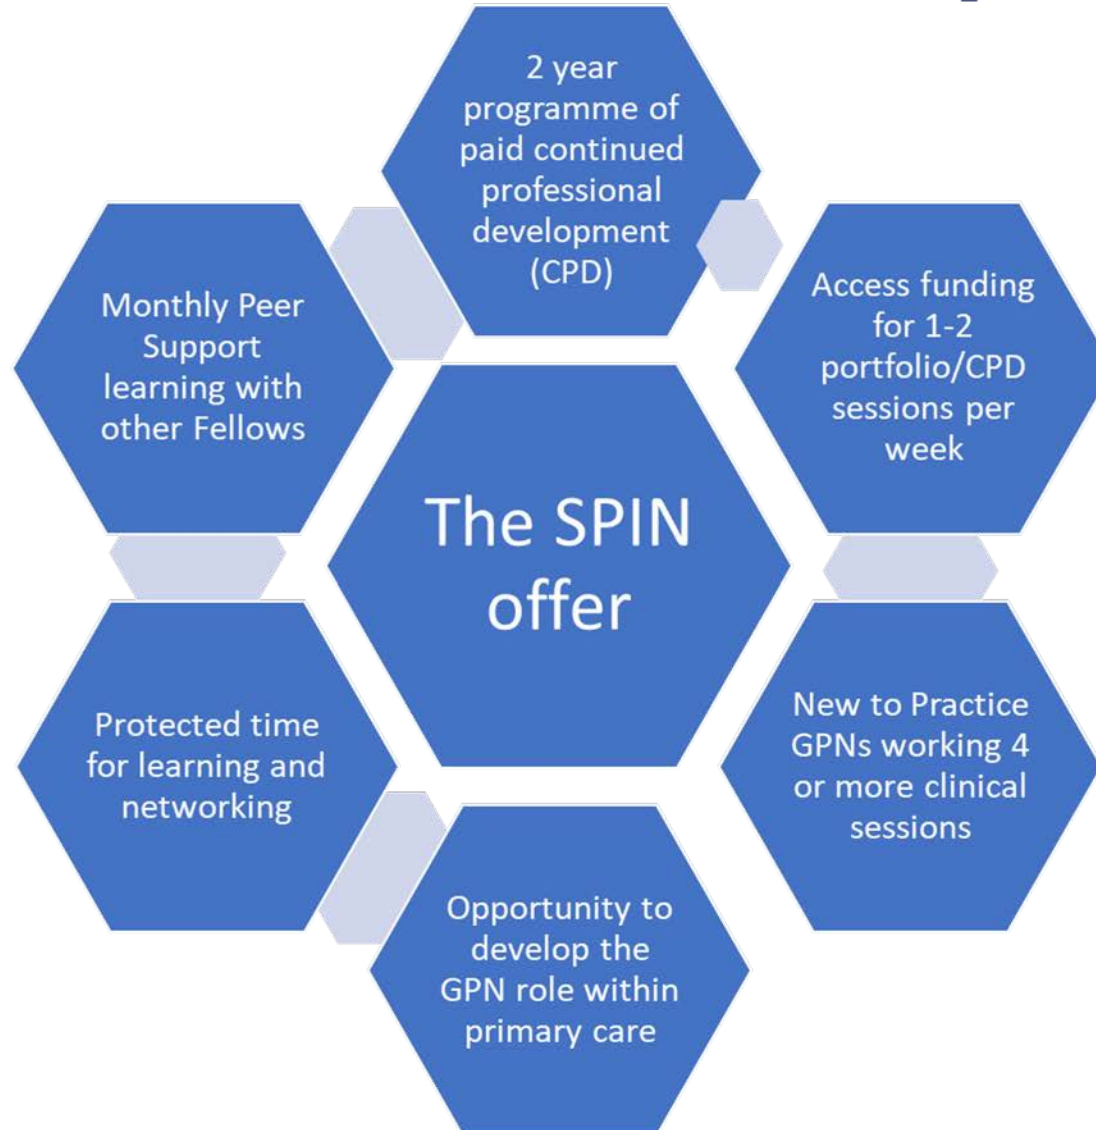 2 year
programme of
paid continued
professional
development
(CPD)
Access funding
for 1-2
portfolio/CPD
sessions per
week
New to Practice
GPNs working 4
or more clinical
sessions
Opportunity to
develop the
GPN role within
primary care
Protected time
for learning and
networking
Monthly Peer
Support
learning with
other Fellows
The SPIN
offer